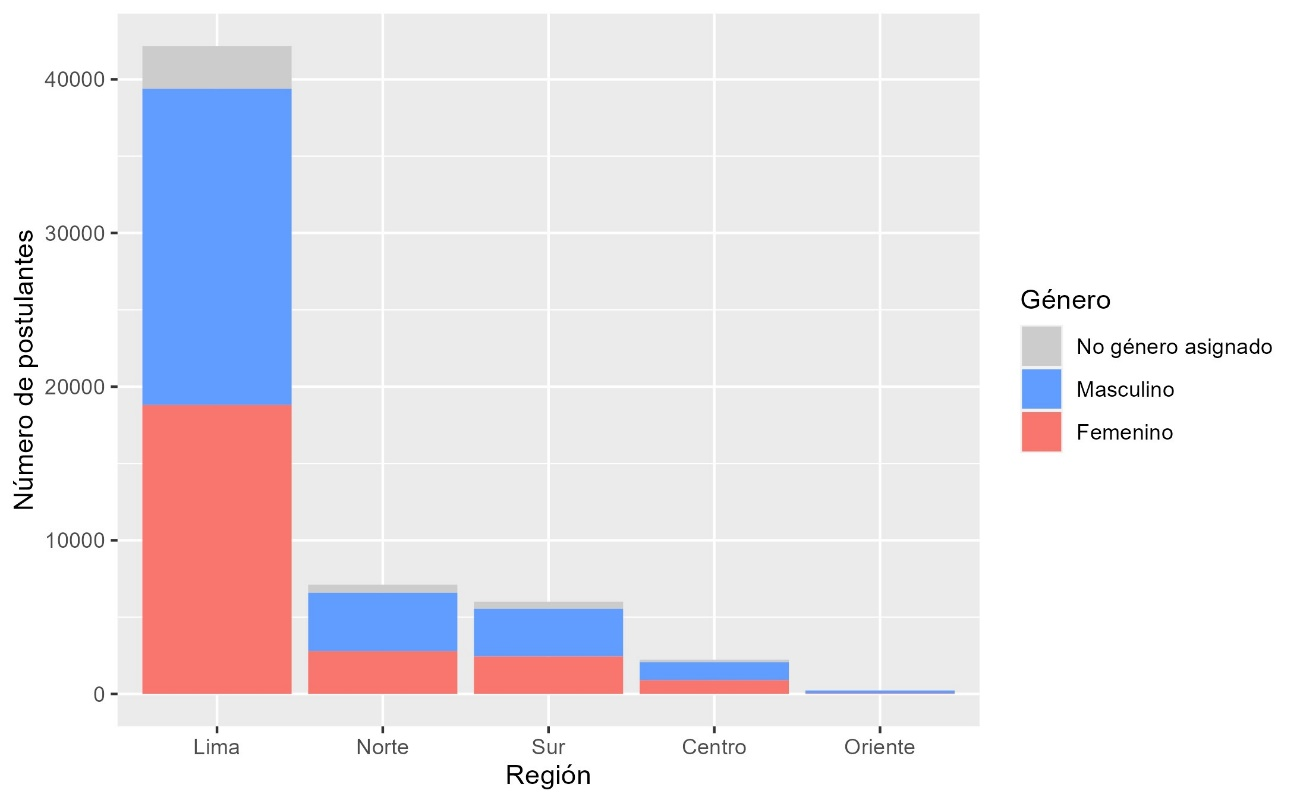 40000
30000
20000
10000
0
Número de postulantes
Lima Norte Sur Centro Oriente
Región
Género
No género asignado
Masculino
Femenino